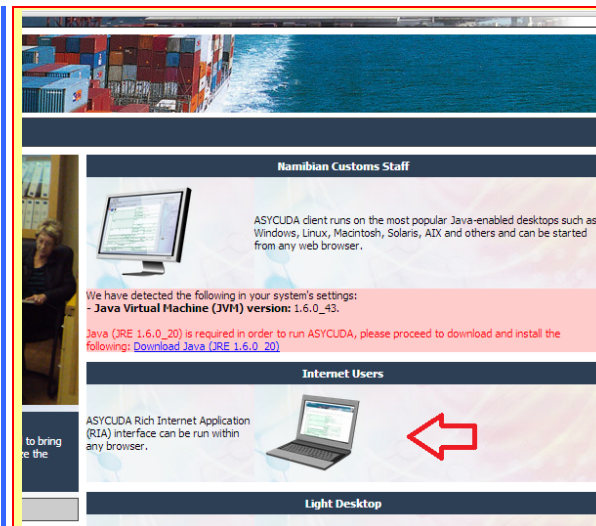 Namibian Customs Staff
ASYCUDA client runs on the most popular Java-enabled desktops such as
Windows, Linux, Macintosh, Solaris, AIX and others and can be started
from any web browser.
We have detected the following in your system's settings:
- Java Virtual Machine (JVM) version: 1.6.0_43.
Java (JRE 1.6.0_20) is required in order to run ASYCUDA, please proceed to download and install the
following: Download Java (JRE 1.6.0_20)
Internet Users
ASYCUDA Rich Internet Application
(RIA) interface can be run within
any browser.
to bring
e the
Light Desktop